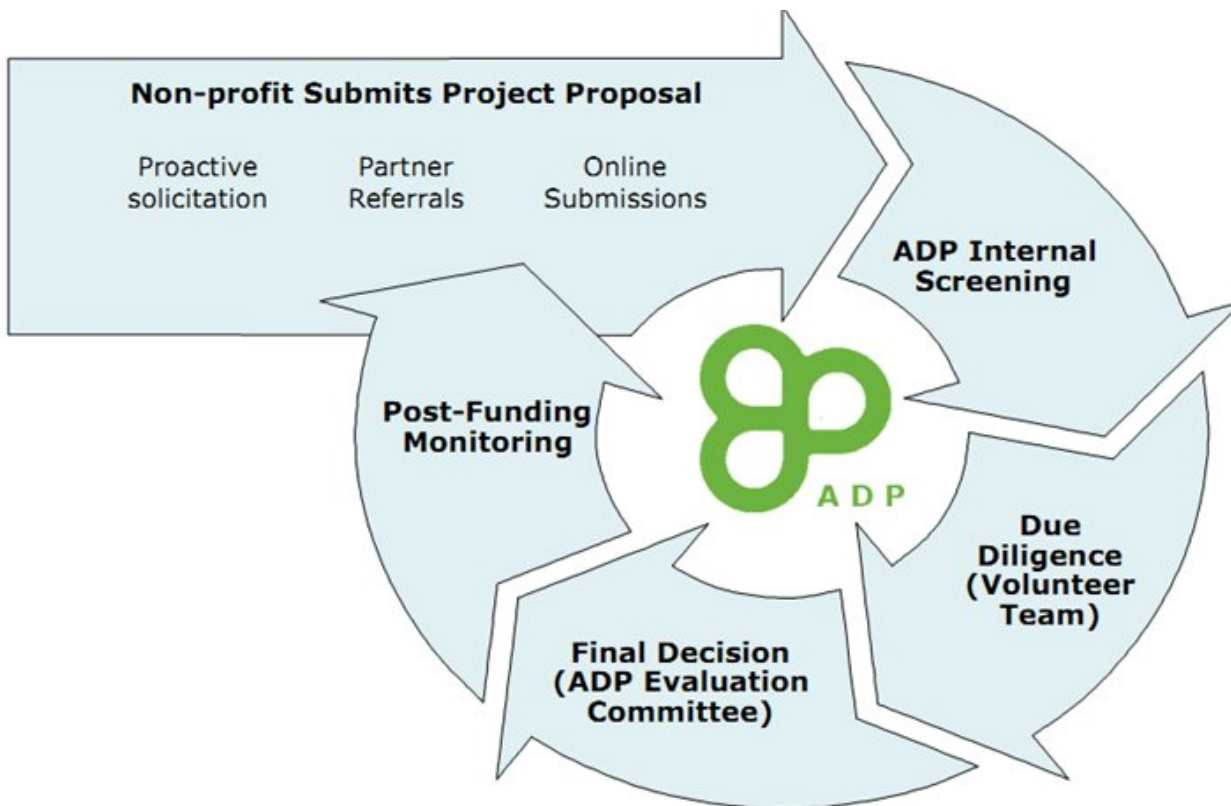 Non-profit Submits Project Proposal
Proactive
solicitation
Partner
Referrals
Online
Submissions
ADP Internal
Screening
Due
Diligence
(Volunteer
Team)
Final Decision
(ADP Evaluation
Committee)
Post-Funding
Monitoring
ADP